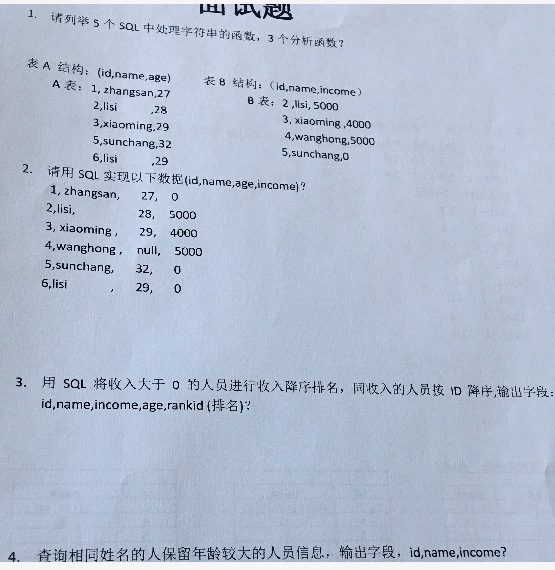 面试题
1. 请列举 5 个 SQL 中处理字符串的函数，3 个分析函数？
表 A 结构：(id,name,age) 表 B 结构：（id,name,income）
A 表：1, zhangsan,27 B 表：2 ,lisi, 5000
2,lisi ,28 3, xiaoming ,4000
3,xiaoming,29 4,wanghong,5000
5,sunchang,32 5,sunchang,0
6,lisi ,29
2. 请用 SQL 实现以下数据(id,name,age,income)？
1, zhangsan, 27, 0
2,lisi, 28, 5000
3, xiaoming , 29, 4000
4,wanghong , null, 5000
5,sunchang, 32, 0
6,lisi , 29, 0
3. 用 SQL 将收入大于 0 的人员进行收入降序排名，同收入的人员按 ID 降序,输出字段：
id,name,income,age,rankid (排名)？
4. 查询相同姓名的人保留年龄较大的人员信息，输出字段，id,name,income?